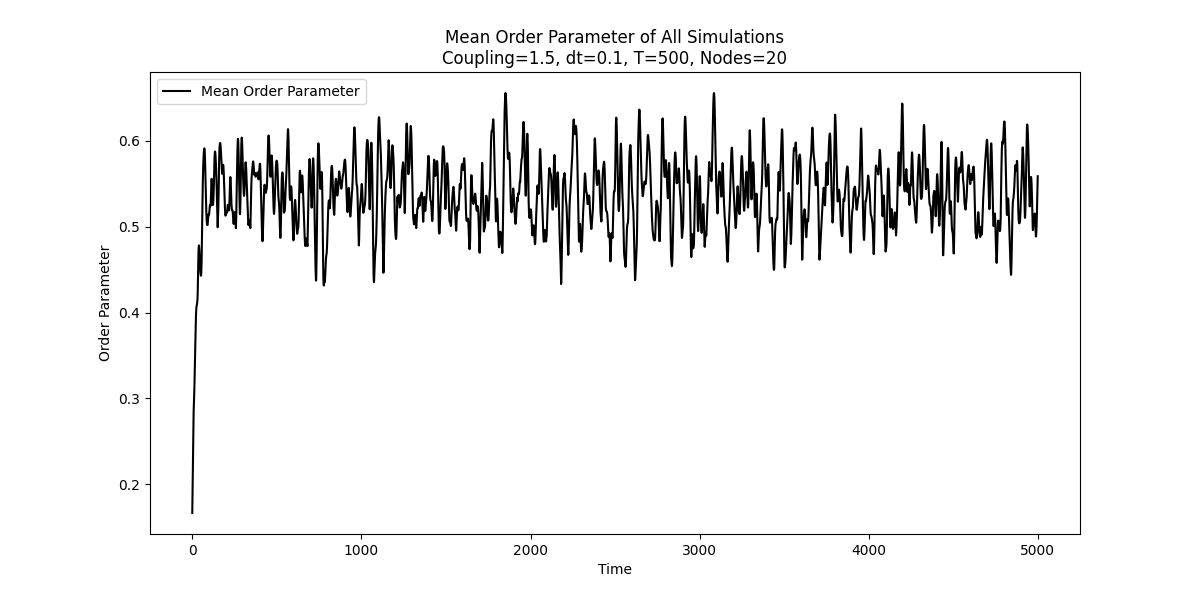 Mean Order Parameter of All Simulations
Coupling=1.5, dt=0.1, T=500, Nodes=20
Mean Order Parameter
Order Parameter
0.6
0.5
0.4
0.3
0.2
0 1000 2000 3000 4000 5000
Time